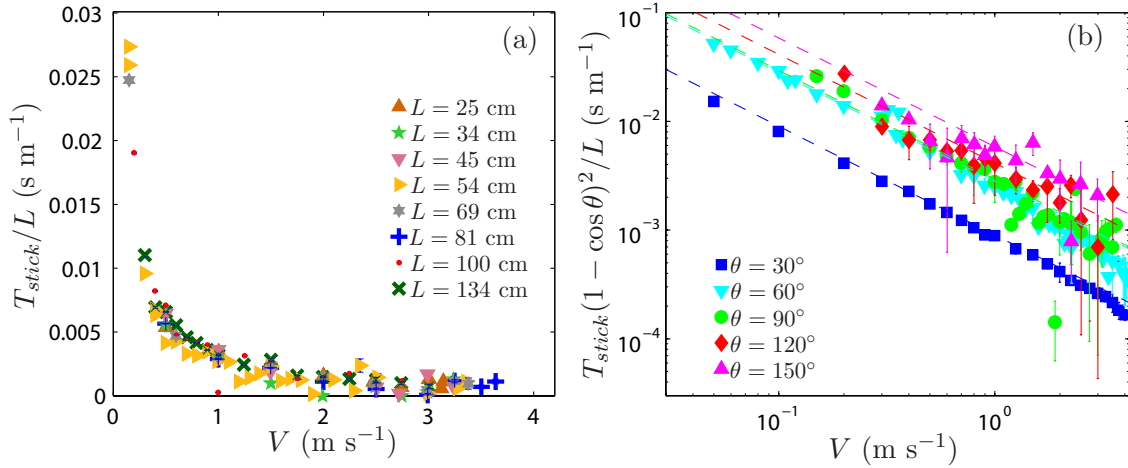 0.03
0.025
0.02
0.015
0.01
0.005
0
0 1 2 3 4
T_stick/L (s m⁻¹)
V (m s⁻¹)
(a)
L = 25 cm
L = 34 cm
L = 45 cm
L = 54 cm
L = 69 cm
L = 81 cm
L = 100 cm
L = 134 cm
10⁻¹
10⁻²
10⁻³
10⁻⁴
10⁻¹ 10⁰
T_stick(1 − cos θ)²/L (s m⁻¹)
V (m s⁻¹)
(b)
θ = 30°
θ = 60°
θ = 90°
θ = 120°
θ = 150°